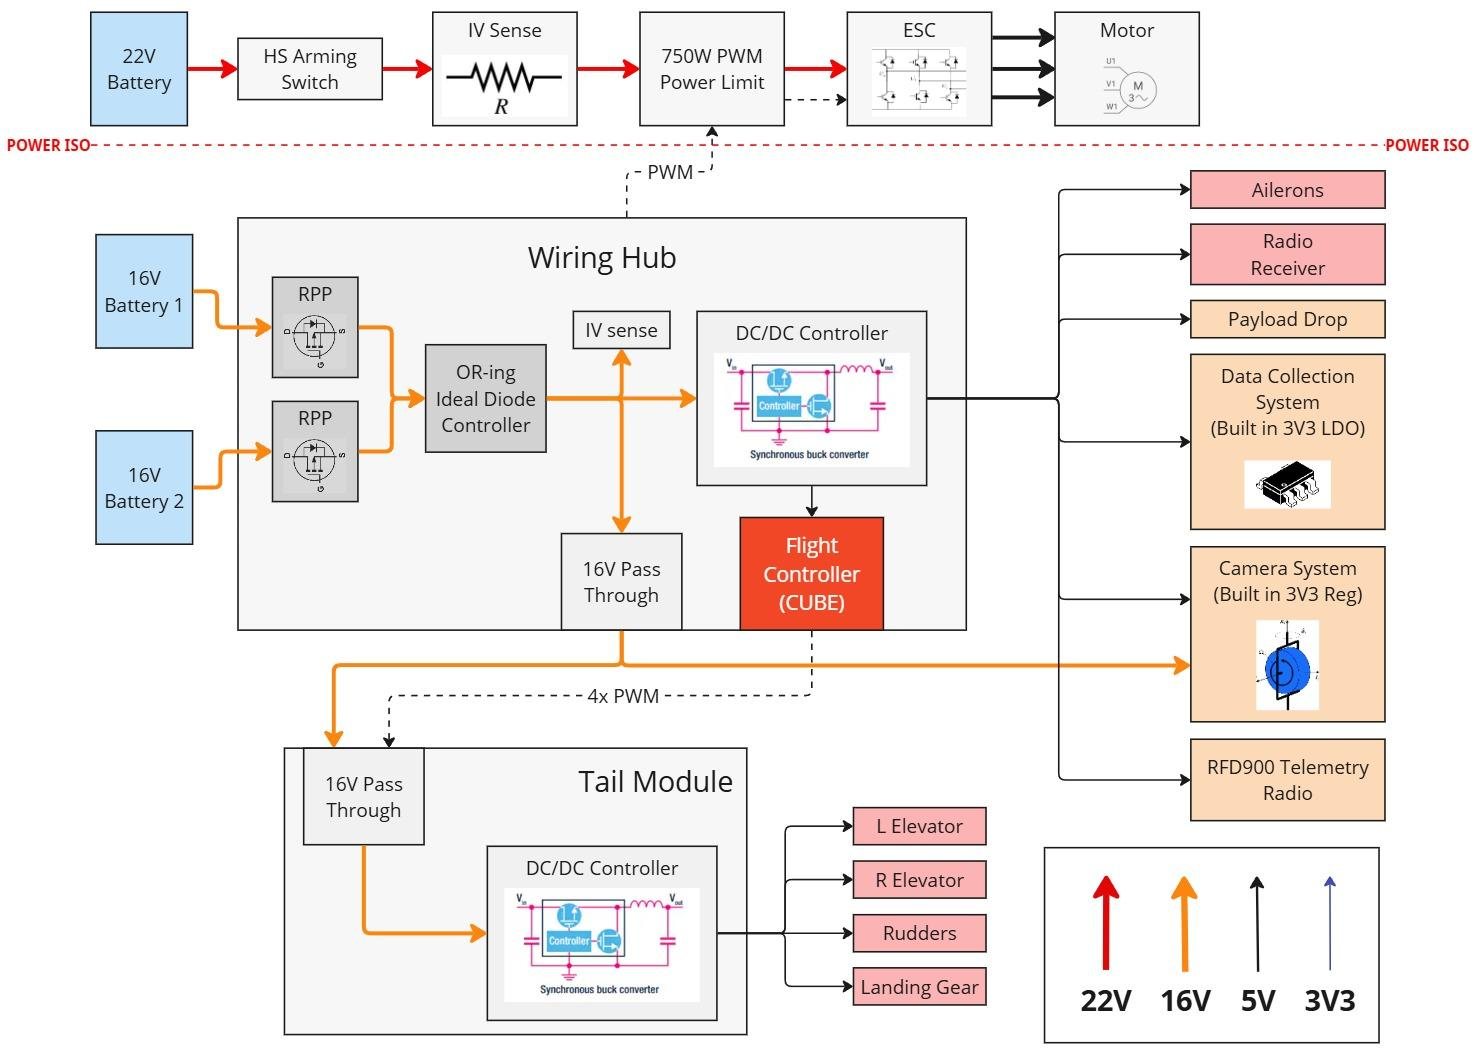 22V
Battery
HS Arming
Switch
IV Sense
R
750W PWM
Power Limit
ESC
Motor
U1
V1
W1
M
3
POWER ISO
POWER ISO
PWM
Wiring Hub
16V
Battery 1
16V
Battery 2
RPP
D
S
G
RPP
D
S
G
OR-ing
Ideal Diode
Controller
IV sense
DC/DC Controller
Vin
Vout
Controller
Synchronous buck converter
16V Pass
Through
Flight
Controller
(CUBE)
4x PWM
Ailerons
Radio
Receiver
Payload Drop
Data Collection
System
(Built in 3V3 LDO)
Camera System
(Built in 3V3 Reg)
RFD900 Telemetry
Radio
Tail Module
16V Pass
Through
DC/DC Controller
Vin
Vout
Controller
Synchronous buck converter
L Elevator
R Elevator
Rudders
Landing Gear
22V
16V
5V
3V3